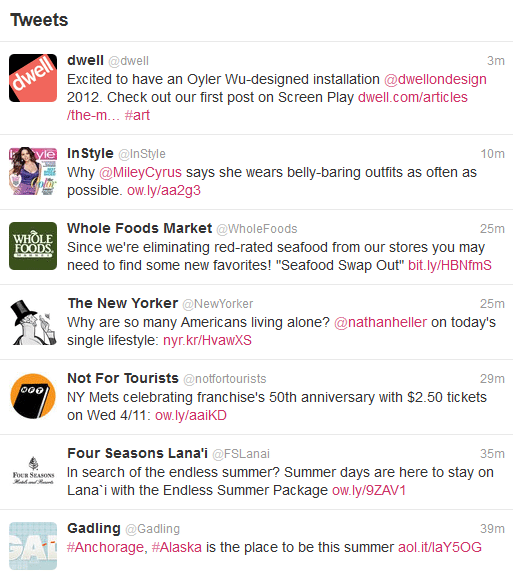 Tweets
dwell @dwell 3m
dwell
Excited to have an Oyler Wu-designed installation @dwellondesign
2012. Check out our first post on Screen Play dwell.com/articles
/the-m… #art
InStyle @InStyle 10m
Why @MileyCyrus says she wears belly-baring outfits as often as
possible. ow.ly/aa2g3
Whole Foods Market @WholeFoods 25m
WHOLE
FOODS
MARKET
Since we're eliminating red-rated seafood from our stores you may
need to find some new favorites! "Seafood Swap Out" bit.ly/HBNfmS
The New Yorker @NewYorker 25m
Why are so many Americans living alone? @nathanheller on today's
single lifestyle: nyr.kr/HvawXS
Not For Tourists @notfortourists 29m
NFT
NY Mets celebrating franchise's 50th anniversary with $2.50 tickets
on Wed 4/11: ow.ly/aaiKD
Four Seasons Lana'i @FSLanai 35m
FOUR SEASONS
Hotels and Resorts
In search of the endless summer? Summer days are here to stay on
Lana`i with the Endless Summer Package ow.ly/9ZAV1
Gadling @Gadling 39m
GADL
#Anchorage, #Alaska is the place to be this summer aol.it/IaY5OG